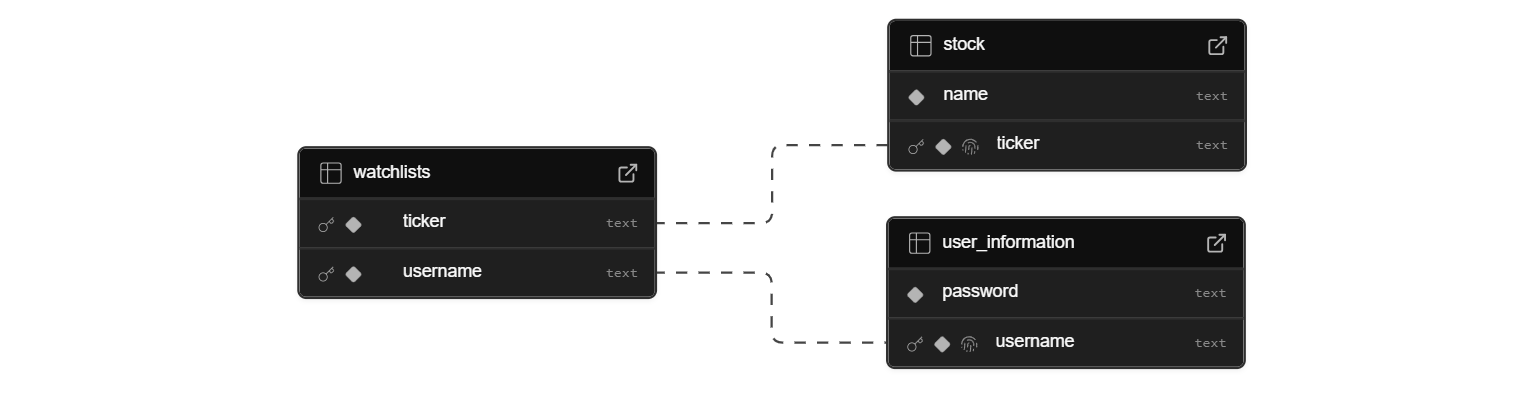 stock
name text
ticker text
watchlists
ticker text
username text
user_information
password text
username text